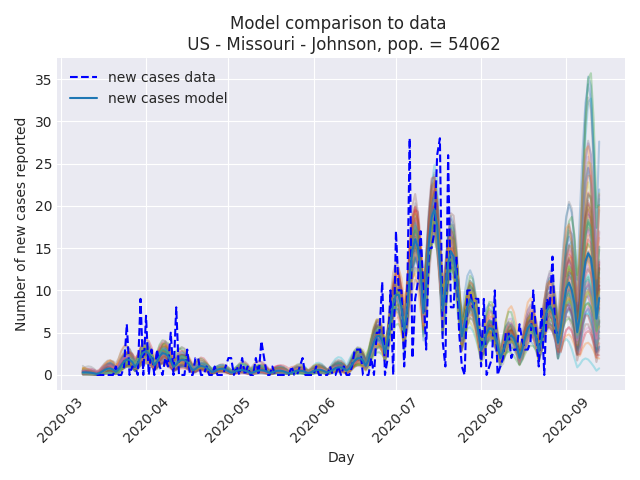 Model comparison to data
US - Missouri - Johnson, pop. = 54062
new cases data
new cases model
Number of new cases reported
35
30
25
20
15
10
5
0
2020-03
2020-04
2020-05
2020-06
2020-07
2020-08
2020-09
Day